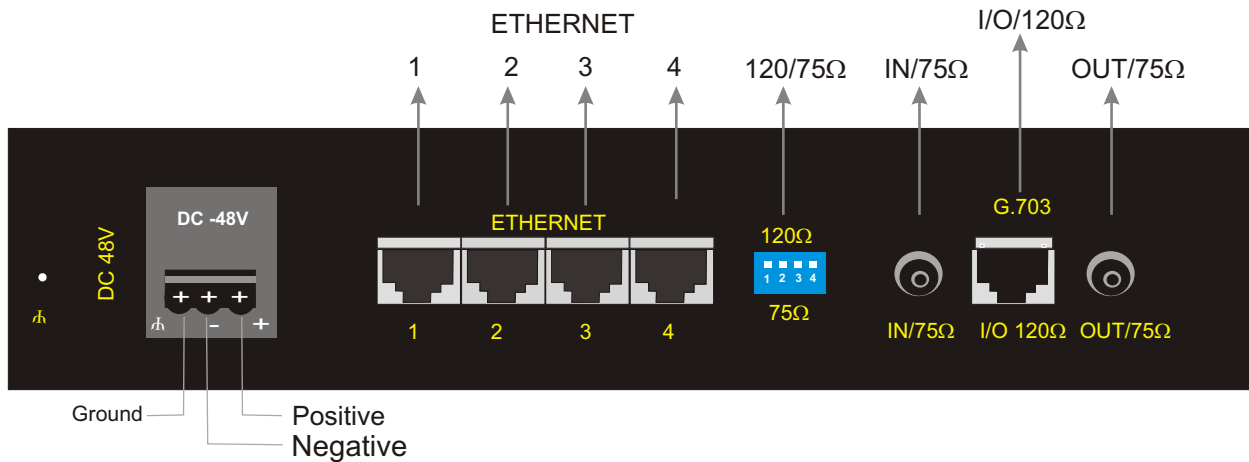 ETHERNET
I/O/120Ω
1
2
3
4
120/75Ω
IN/75Ω
OUT/75Ω
DC 48V
DC -48V
+ + +
-
+
ETHERNET
1
2
3
4
120Ω
1 2 3 4
75Ω
G.703
IN/75Ω
I/O 120Ω
OUT/75Ω
Ground
Positive
Negative